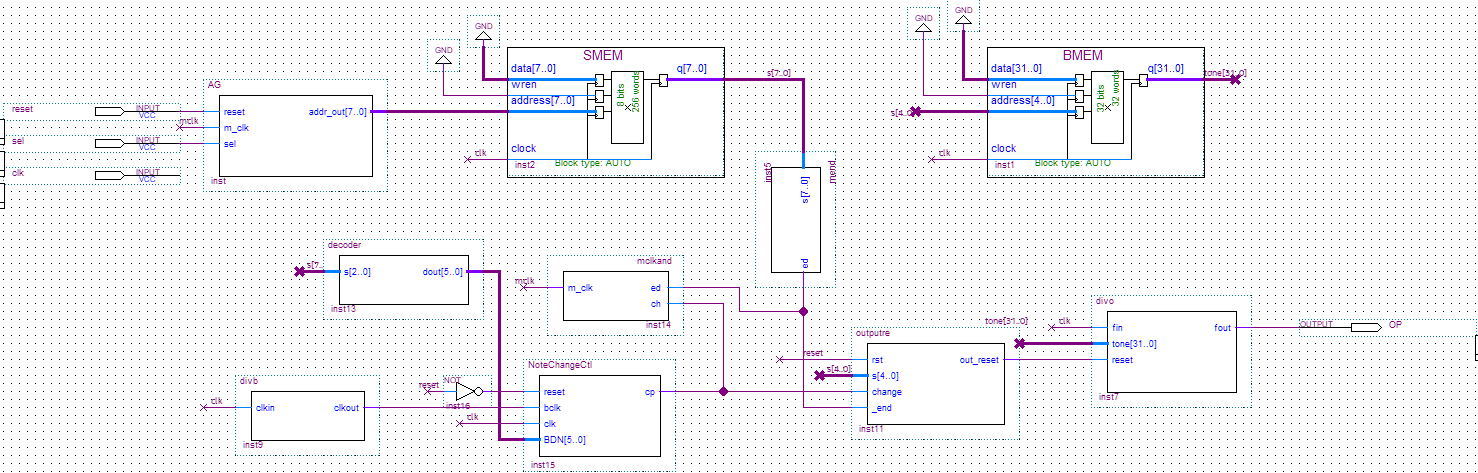 GND
GND
GND
GND
SMEM
data[7..0]
wren
address[7..0]
clock
q[7..0]
8 bits
256 words
Block type: AUTO
inst2
clk
s[7..0]
BMEM
data[31..0]
wren
address[4..0]
clock
q[31..0]
32 bits
32 words
Block type: AUTO
inst1
clk
tone[31..0]
AG
reset
m_clk
sel
addr_out[7..0]
inst
reset
INPUT
VCC
mclk
sel
INPUT
VCC
clk
INPUT
VCC
inst5
mend
s[7..0]
ed
decoder
s[7..
s[2..0]
dout[5..0]
inst13
mclkand
mclk
m_clk
ed
ch
inst14
divb
clk
clkin
clkout
inst9
NoteChangeCtl
reset
NOT
inst16
clk
reset
bclk
clk
BDN[5..0]
cp
inst15
outputre
reset
s[4..0]
rst
s[4..0]
change
_end
out_reset
inst11
divo
tone[31..0]
clk
fin
tone[31..0]
reset
fout
inst7
OUTPUT
OP